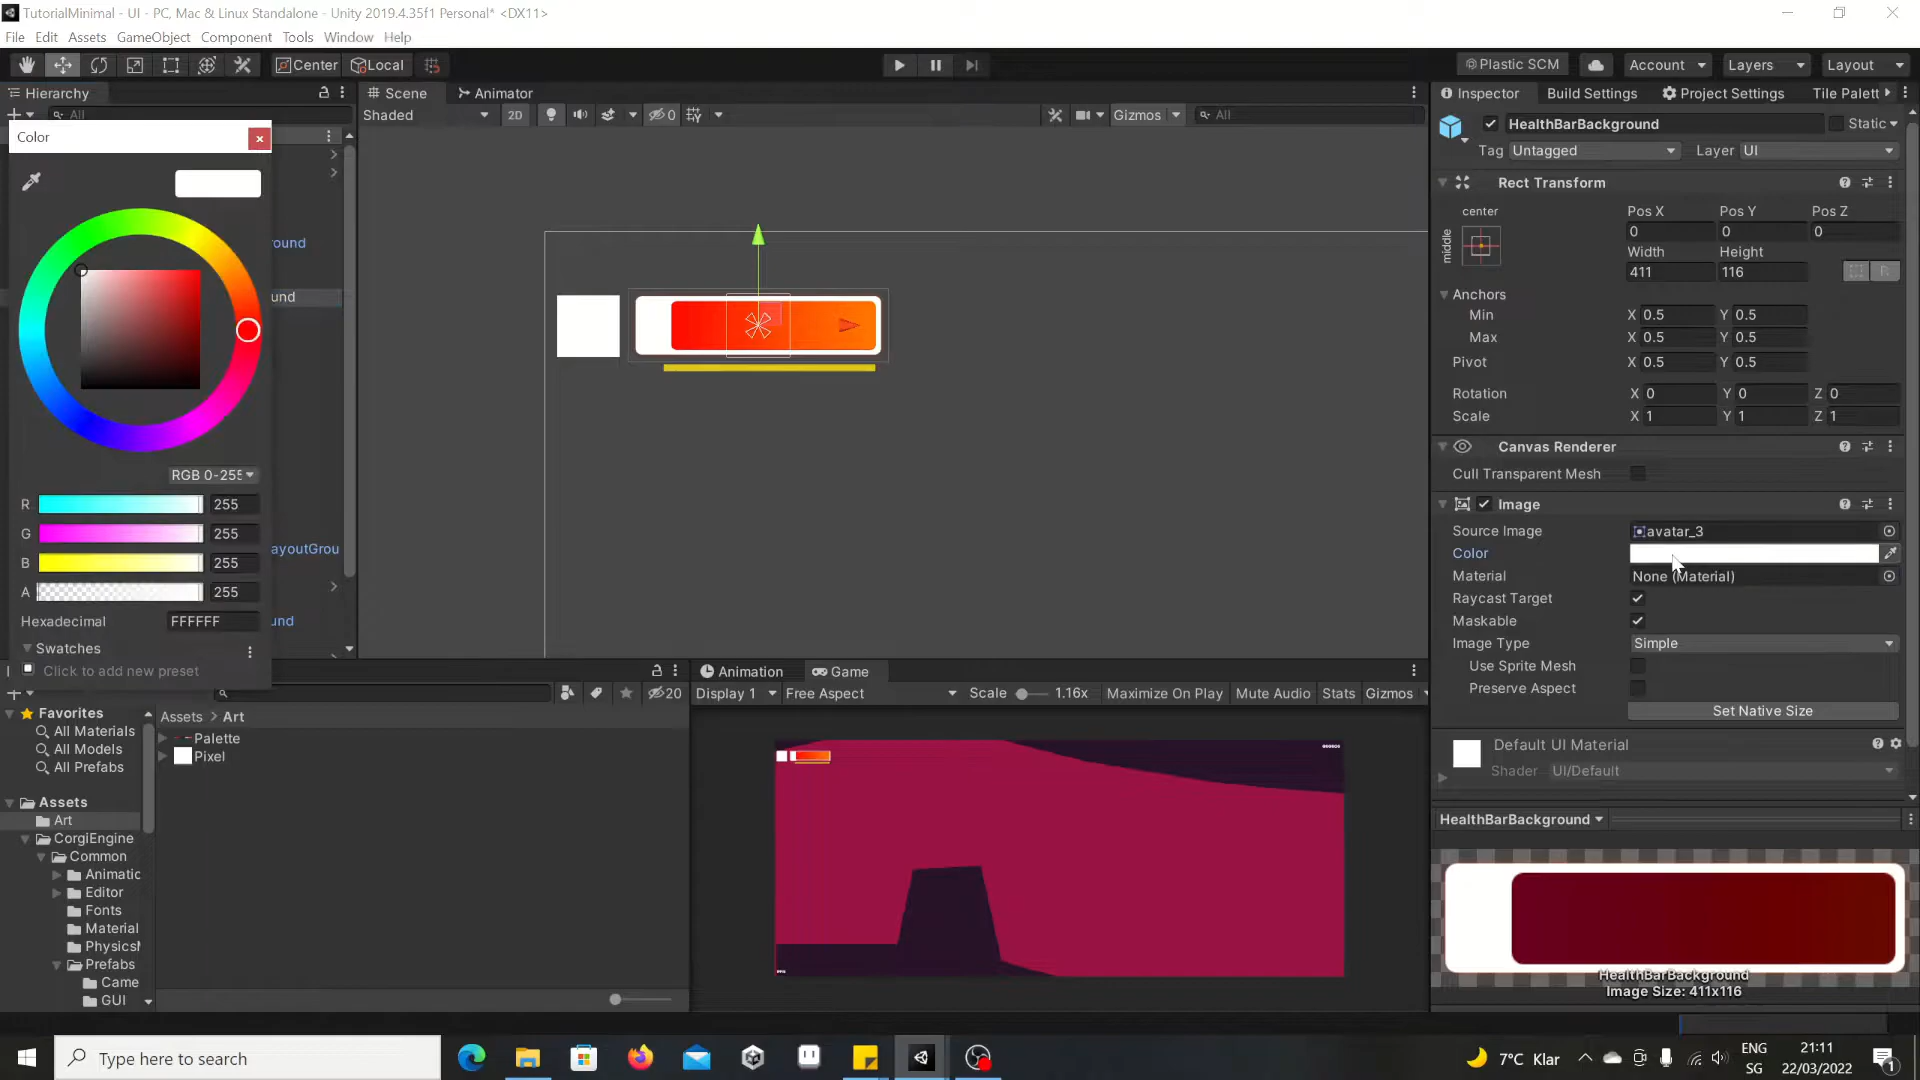 TutorialMinimal - UI - PC, Mac & Linux Standalone - Unity 2019.4.35f1 Personal* <DX11>
File Edit Assets GameObject Component Tools Window Help
Center Local Plastic SCM Account Layers Layout
Hierarchy
All
Color
ound
und
RGB 0-255
R 255
G 255
B 255
A 255
Hexadecimal FFFFFF
Swatches
Click to add new preset
ayoutGrou
und
Scene Animator
Shaded 2D 0 Gizmos All
Inspector Build Settings Project Settings Tile Palett
HealthBarBackground Static
Tag Untagged Layer UI
Rect Transform
center Pos X Pos Y Pos Z
middle 0 0 0
Width Height
411 116 R
Anchors
Min X 0.5 Y 0.5
Max X 0.5 Y 0.5
Pivot X 0.5 Y 0.5
Rotation X 0 Y 0 Z 0
Scale X 1 Y 1 Z 1
Canvas Renderer
Cull Transparent Mesh
Image
Source Image avatar_3
Color
Material None (Material)
Raycast Target
Maskable
Image Type Simple
Use Sprite Mesh
Preserve Aspect
Set Native Size
Default UI Material
Shader UI/Default
HealthBarBackground
HealthBarBackground
Image Size: 411x116
20
Favorites
All Materials
All Models
All Prefabs
Assets
Art
CorgiEngine
Common
Animatic
Editor
Fonts
Material
PhysicsM
Prefabs
Came
GUI
Assets > Art
Palette
Pixel
Animation Game
Display 1 Free Aspect Scale 1.16x Maximize On Play Mute Audio Stats Gizmos
Type here to search
7°C Klar
ENG
SG
21:11
22/03/2022
1